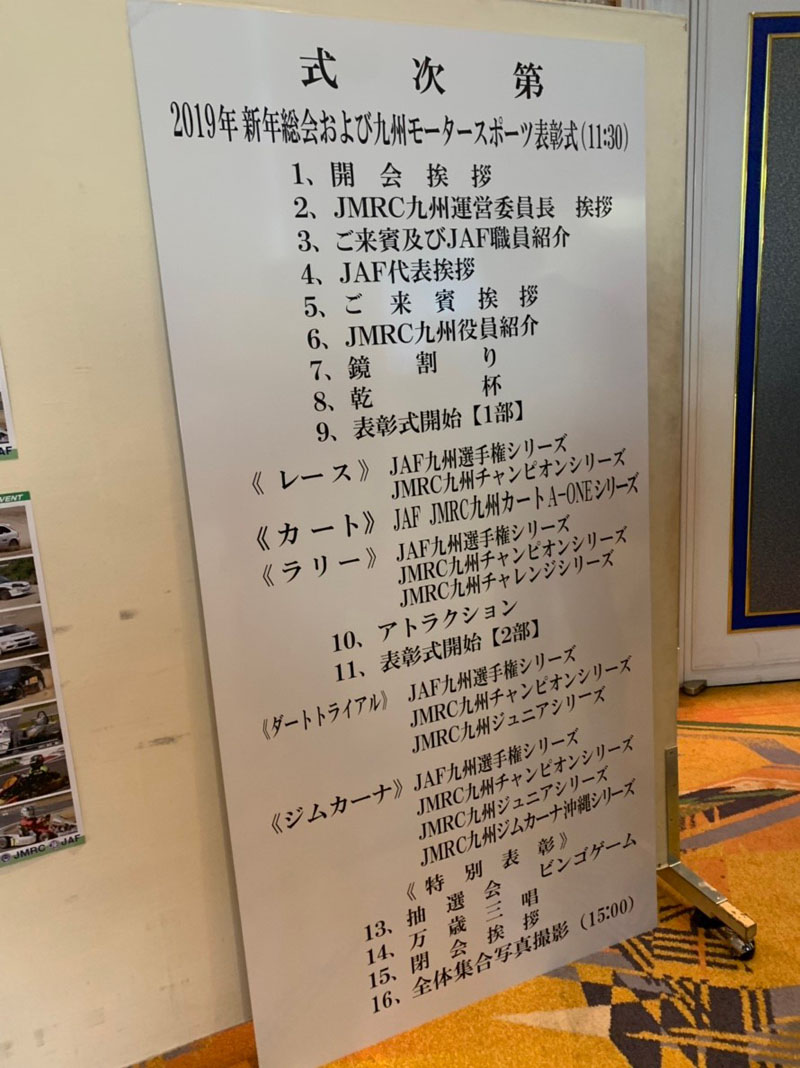 式 次 第
2019年 新年総会および九州モータースポーツ表彰式(11:30)
1、開 会 挨 拶
2、JMRC九州運営委員長 挨拶
3、ご来賓及びJAF職員紹介
4、JAF代表挨拶
5、ご 来 賓 挨 拶
6、JMRC九州役員紹介
7、鏡 割 り
8、乾 杯
9、表彰式開始【1部】
《 レース 》 JAF九州選手権シリーズ
JMRC九州チャンピオンシリーズ
《 カート 》 JAF JMRC九州カートA-ONEシリーズ
《 ラリー 》 JAF九州選手権シリーズ
JMRC九州チャンピオンシリーズ
JMRC九州チャレンジシリーズ
10、アトラクション
11、表彰式開始【2部】
《ダートトライアル》 JAF九州選手権シリーズ
JMRC九州チャンピオンシリーズ
JMRC九州ジュニアシリーズ
《ジムカーナ》 JAF九州選手権シリーズ
JMRC九州チャンピオンシリーズ
JMRC九州ジュニアシリーズ
JMRC九州ジムカーナ沖縄シリーズ
《 特 別 表 彰 》
13、抽 選 会 ビンゴゲーム
14、万 歳 三 唱
15、閉 会 挨 拶
16、全体集合写真撮影（15:00）
AF
VENT
JMRC JAF